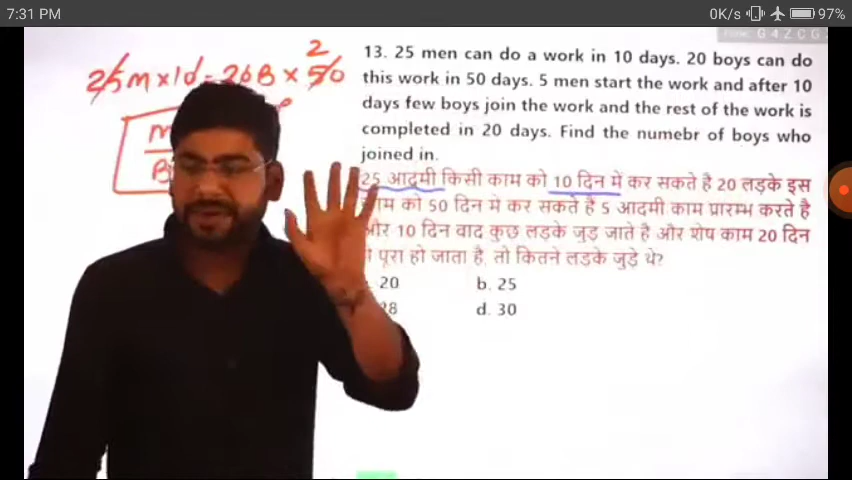 7:31 PM
0K/s
97%
G 4 Z C G
25m x 10 = 20B x 50
2
13. 25 men can do a work in 10 days. 20 boys can do
this work in 50 days. 5 men start the work and after 10
days few boys join the work and the rest of the work is
completed in 20 days. Find the numebr of boys who
joined in.
25 आदमी किसी काम को 10 दिन में कर सकते है 20 लड़के इस
काम को 50 दिन मे कर सकते है 5 आदमी काम प्रारम्भ करते है
और 10 दिन वाद कुछ लड़के जुड़ जाते है और शेष काम 20 दिन
पूरा हो जाता है, तो कितने लड़के जुड़े थे?
20
b. 25
d. 30